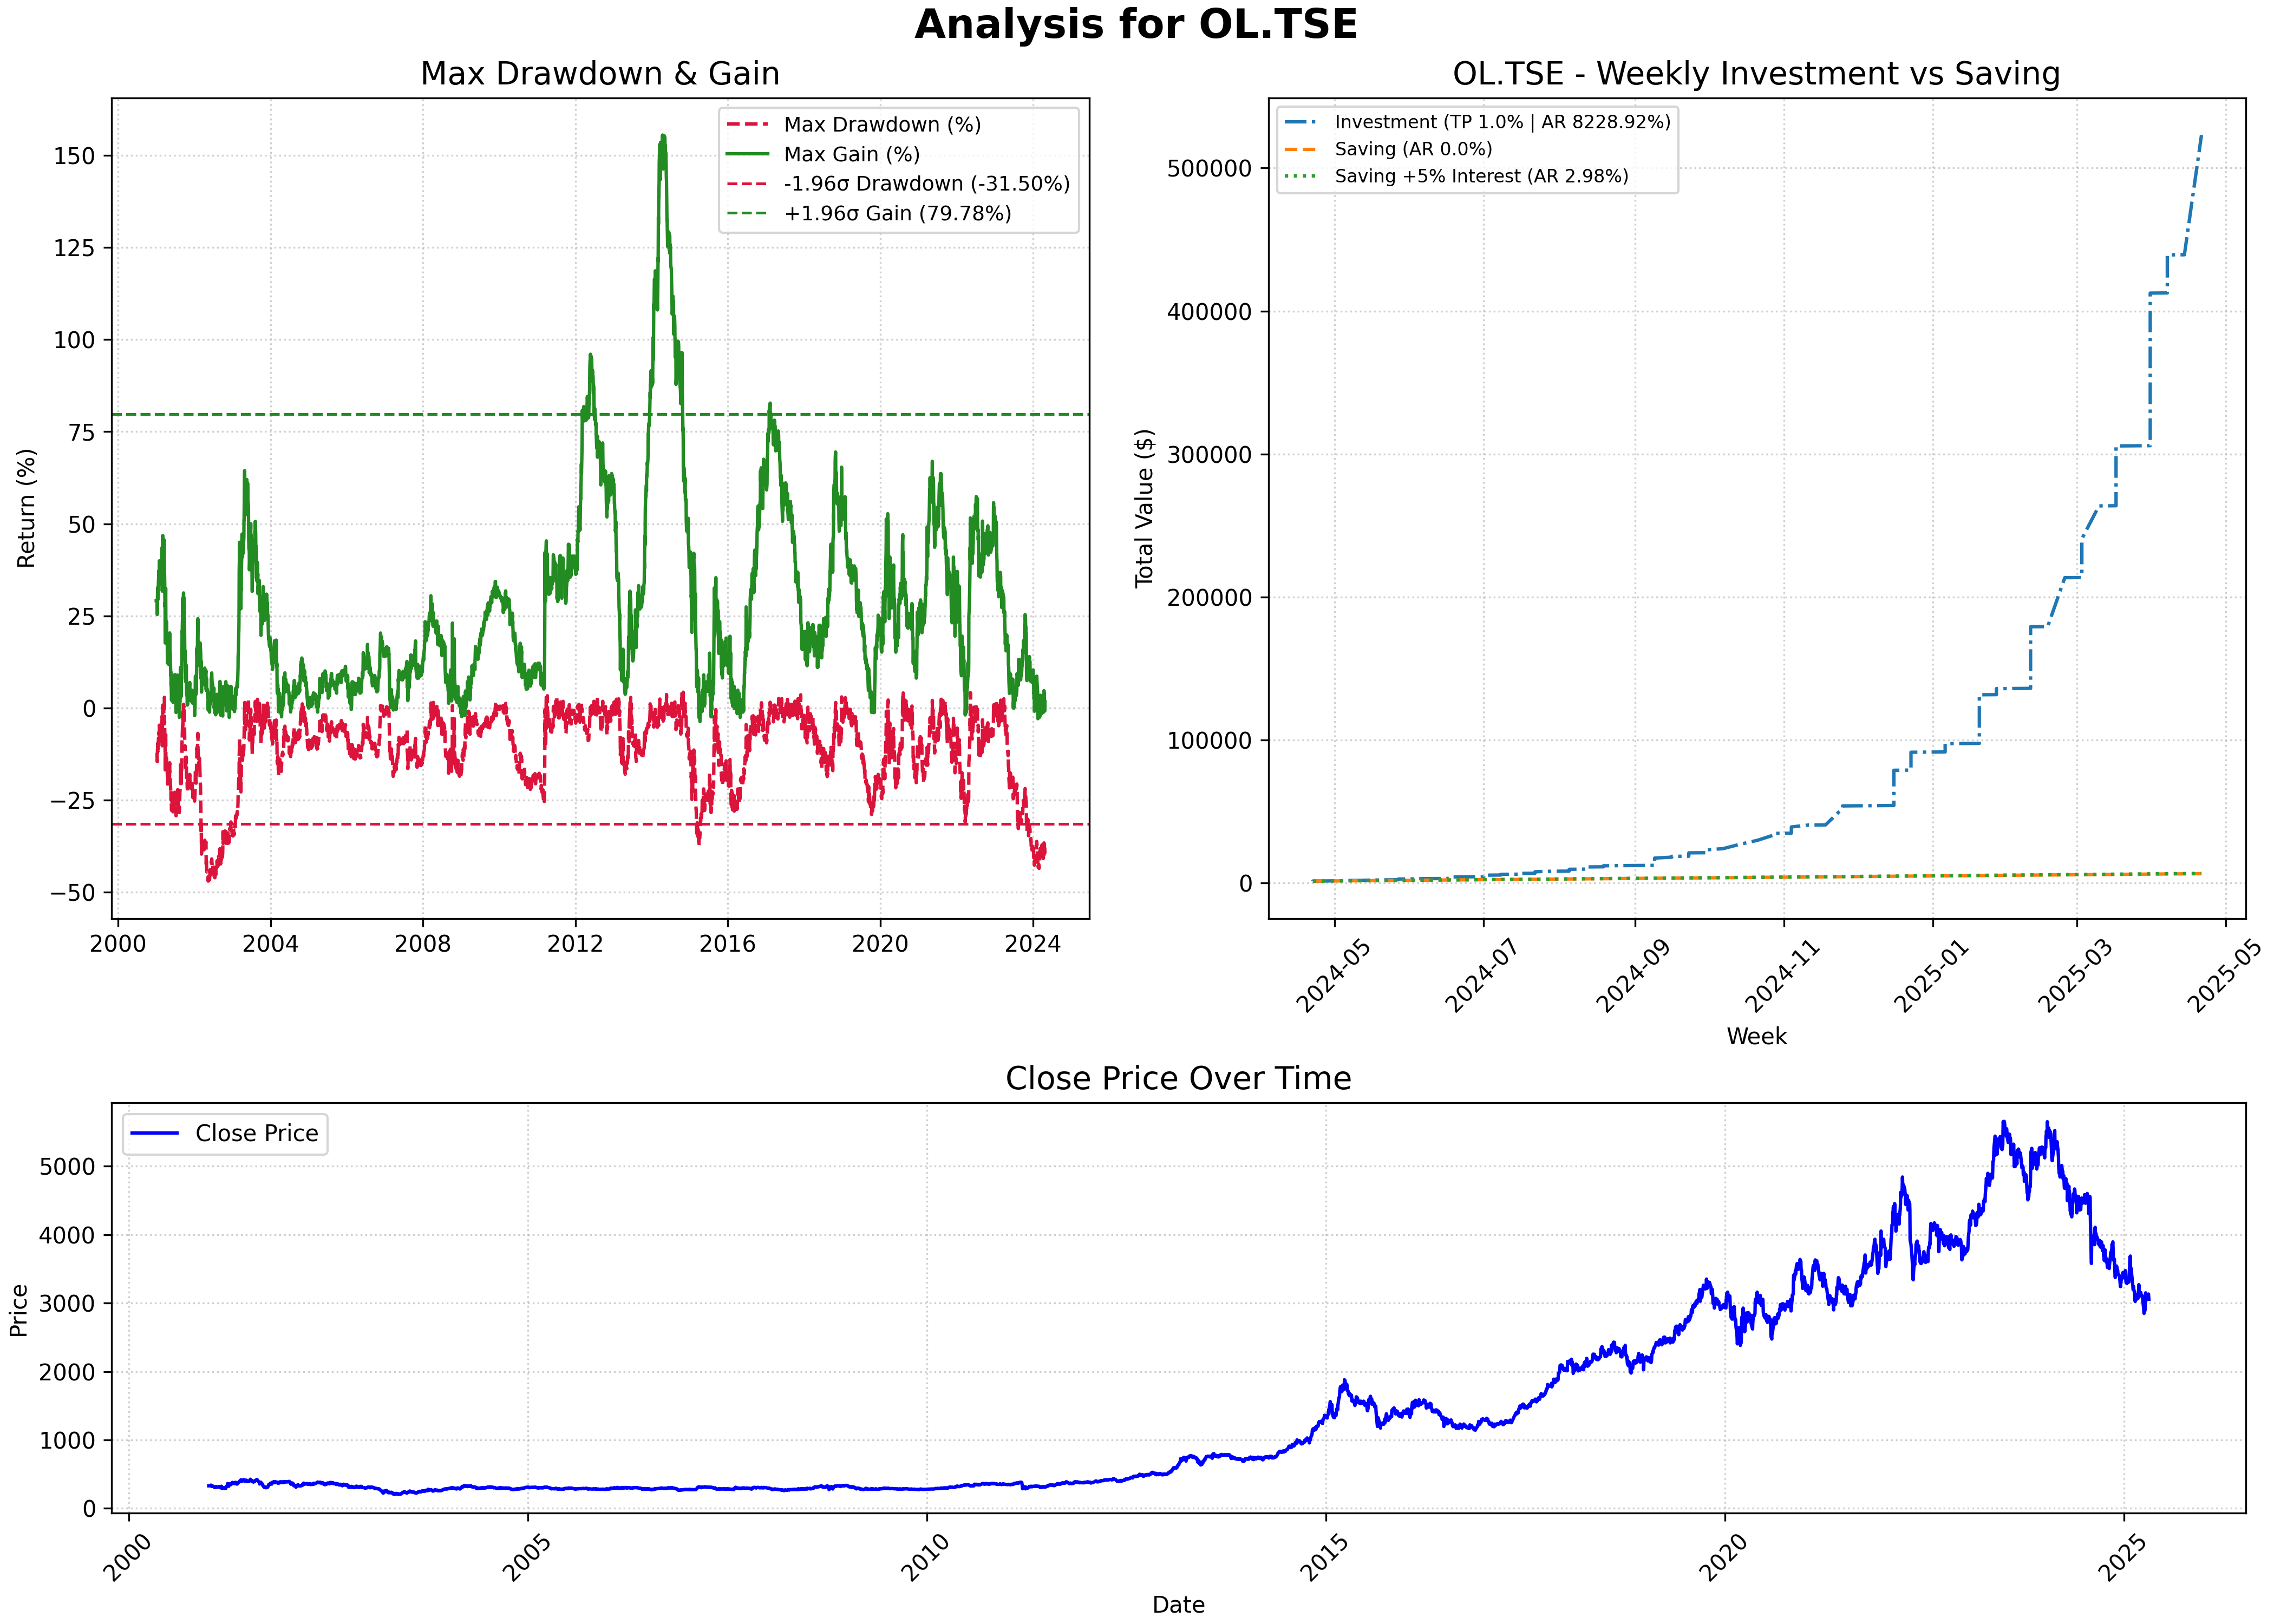 Analysis for OL.TSE
Max Drawdown & Gain
Max Drawdown (%)
Max Gain (%)
-1.96σ Drawdown (-31.50%)
+1.96σ Gain (79.78%)
Return (%)
150
125
100
75
50
25
0
−25
−50
2000
2004
2008
2012
2016
2020
2024
OL.TSE - Weekly Investment vs Saving
Investment (TP 1.0% | AR 8228.92%)
Saving (AR 0.0%)
Saving +5% Interest (AR 2.98%)
Total Value ($)
500000
400000
300000
200000
100000
0
2024-05
2024-07
2024-09
2024-11
2025-01
2025-03
2025-05
Week
Close Price Over Time
Close Price
Price
5000
4000
3000
2000
1000
0
2000
2005
2010
2015
2020
2025
Date